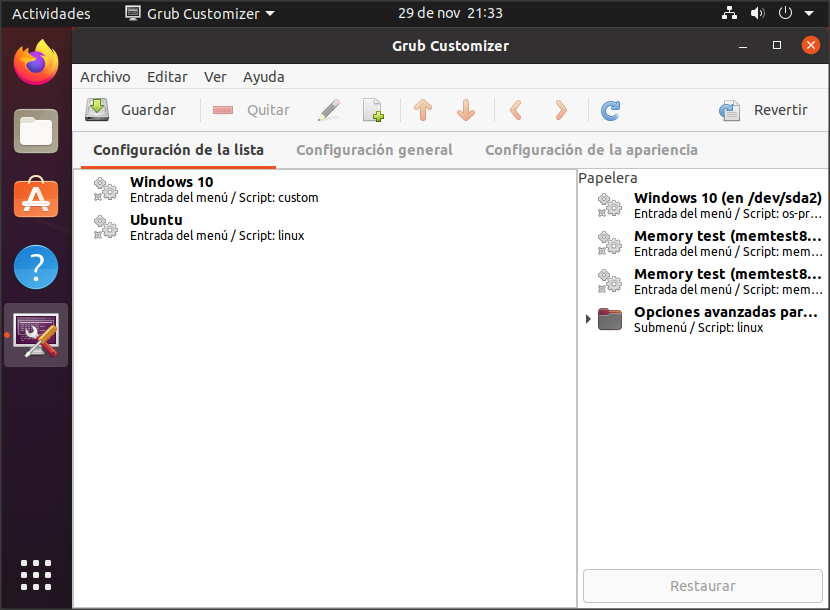 Actividades Grub Customizer 29 de nov 21:33
Grub Customizer
Archivo Editar Ver Ayuda
Guardar Quitar Revertir
Configuración de la lista Configuración general Configuración de la apariencia
Windows 10
Entrada del menú / Script: custom
Ubuntu
Entrada del menú / Script: linux
Papelera
Windows 10 (en /dev/sda2)
Entrada del menú / Script: os-pr…
Memory test (memtest8…
Entrada del menú / Script: mem…
Memory test (memtest8…
Entrada del menú / Script: mem…
Opciones avanzadas par…
Submenú / Script: linux
Restaurar